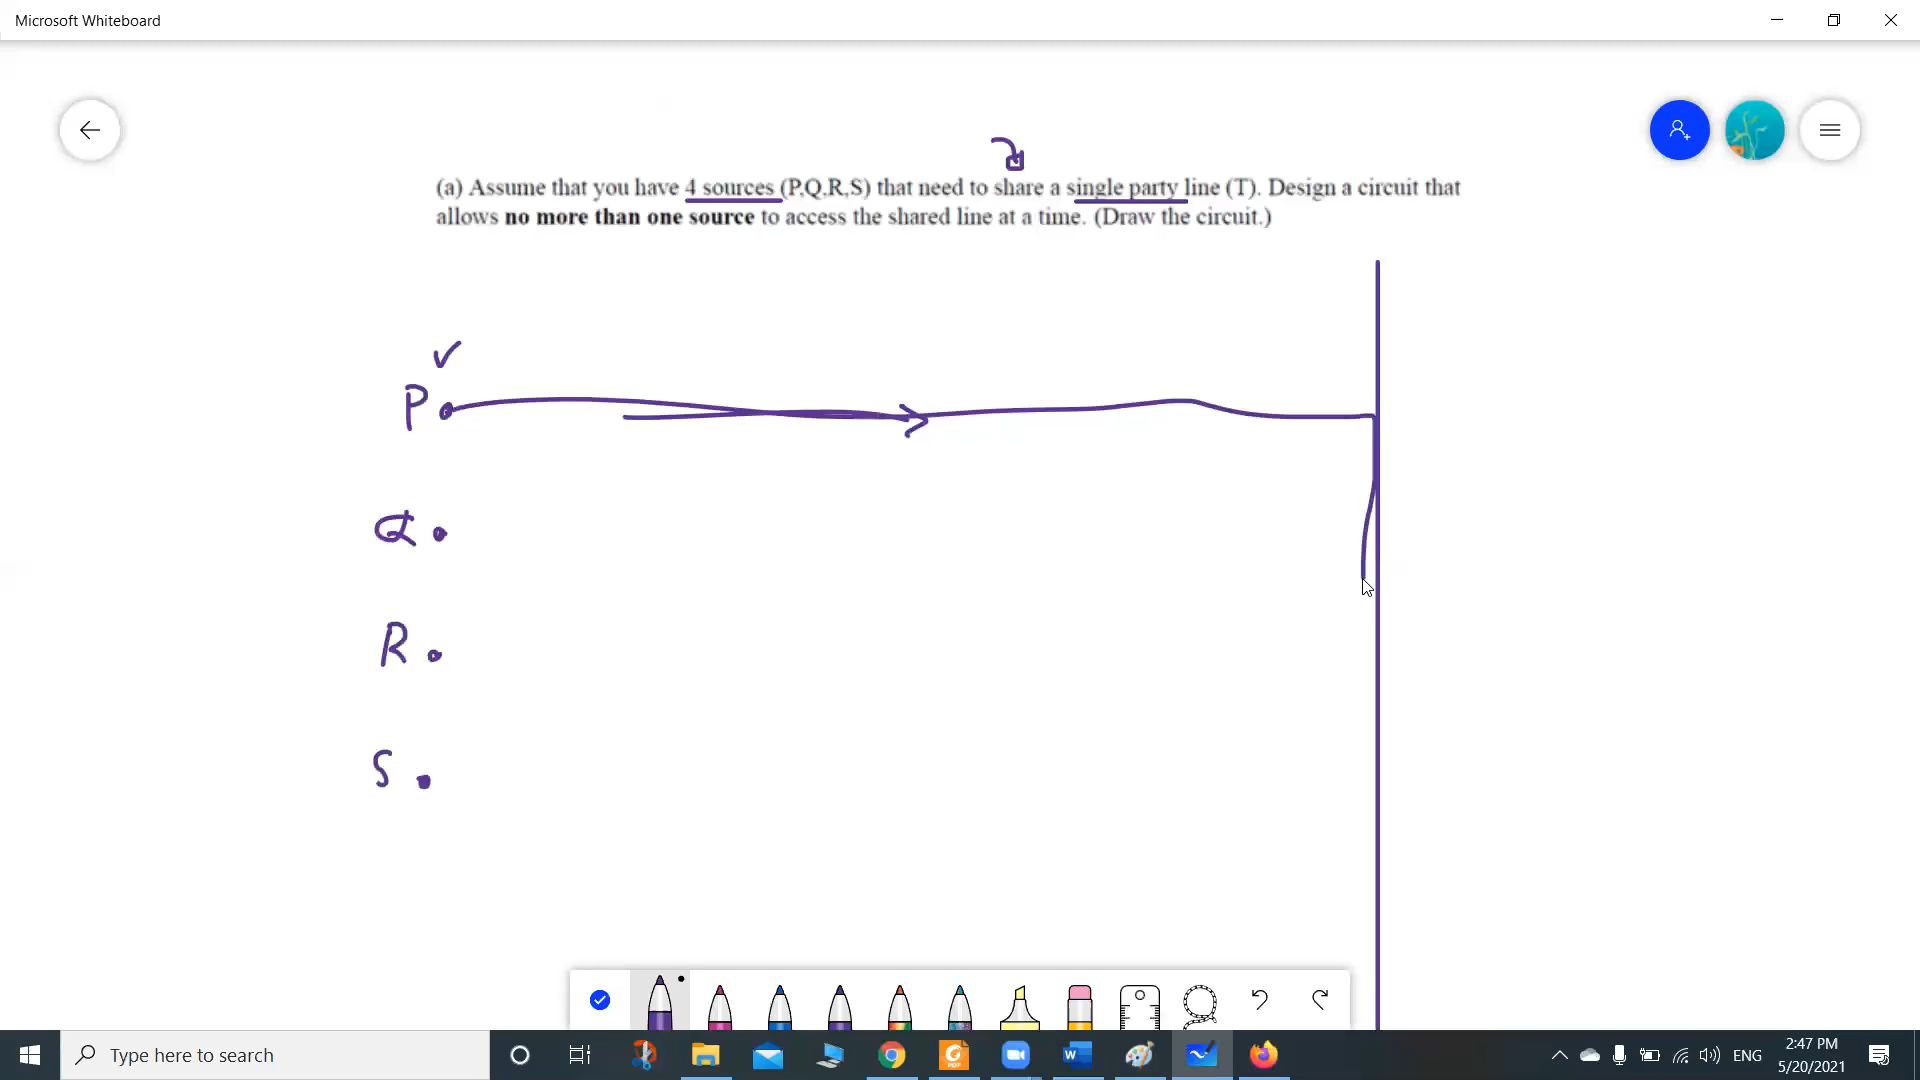 Microsoft Whiteboard
(a) Assume that you have 4 sources (P,Q,R,S) that need to share a single party line (T). Design a circuit that
allows no more than one source to access the shared line at a time. (Draw the circuit.)
P
Q
R
S
Type here to search
ENG
2:47 PM
5/20/2021